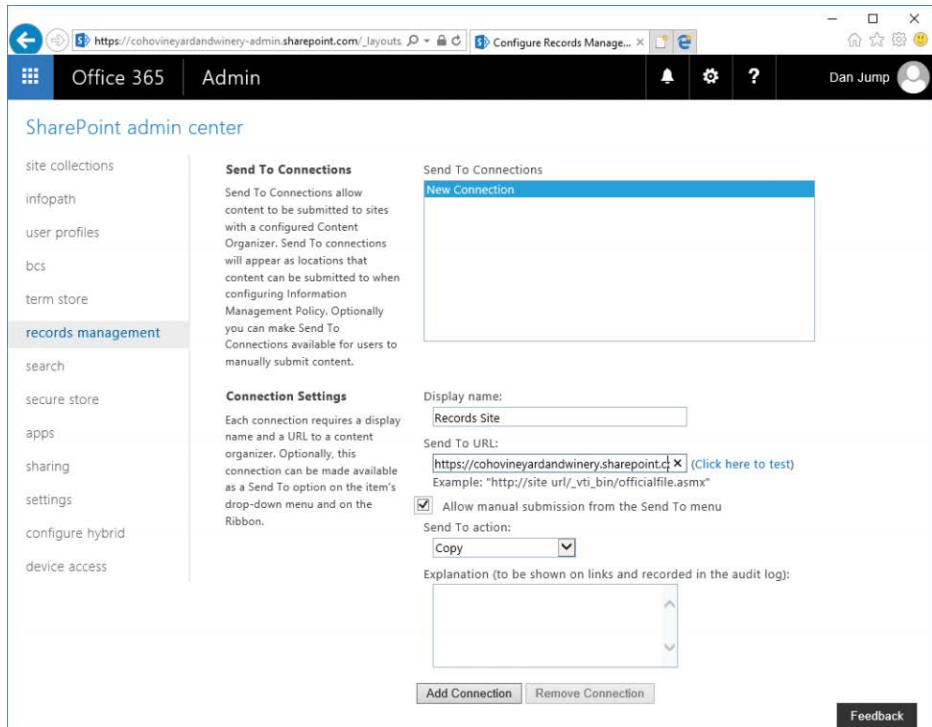 https://cohovineyardandwinery-admin.sharepoint.com/_layouts
Configure Records Manage...
Office 365
Admin
Dan Jump
SharePoint admin center
site collections
infopath
user profiles
bcs
term store
records management
search
secure store
apps
sharing
settings
configure hybrid
device access
Send To Connections
Send To Connections allow
content to be submitted to sites
with a configured Content
Organizer. Send To connections
will appear as locations that
content can be submitted to when
configuring Information
Management Policy. Optionally
you can make Send To
Connections available for users to
manually submit content.
Send To Connections
New Connection
Connection Settings
Each connection requires a display
name and a URL to a content
organizer. Optionally, this
connection can be made available
as a Send To option on the item's
drop-down menu and on the
Ribbon.
Display name:
Records Site
Send To URL:
https://cohovineyardandwinery.sharepoint.c (Click here to test)
Example: "http://site url/_vti_bin/officialfile.asmx"
Allow manual submission from the Send To menu
Send To action:
Copy
Explanation (to be shown on links and recorded in the audit log):
Add Connection Remove Connection
Feedback